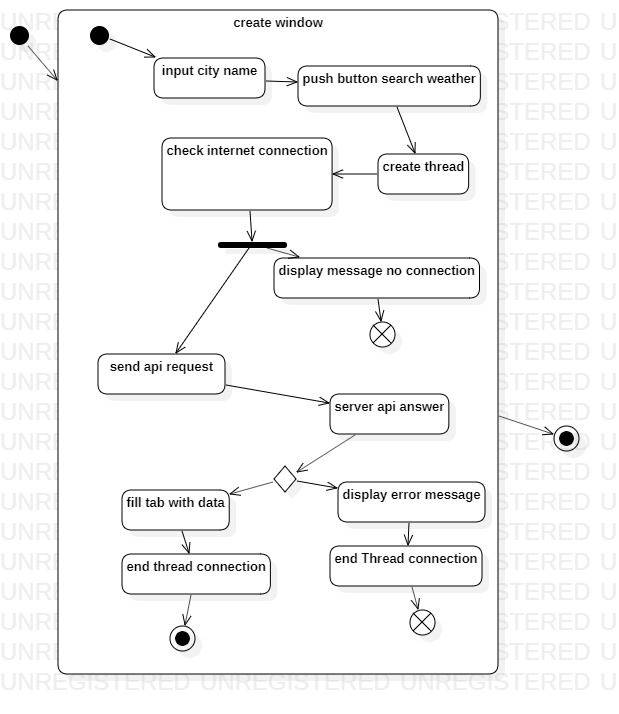 create window
input city name
push button search weather
check internet connection
create thread
display message no connection
send api request
server api answer
fill tab with data
display error message
end thread connection
end Thread connection
UNREGISTERED UNREGISTERED UNREGISTERED U